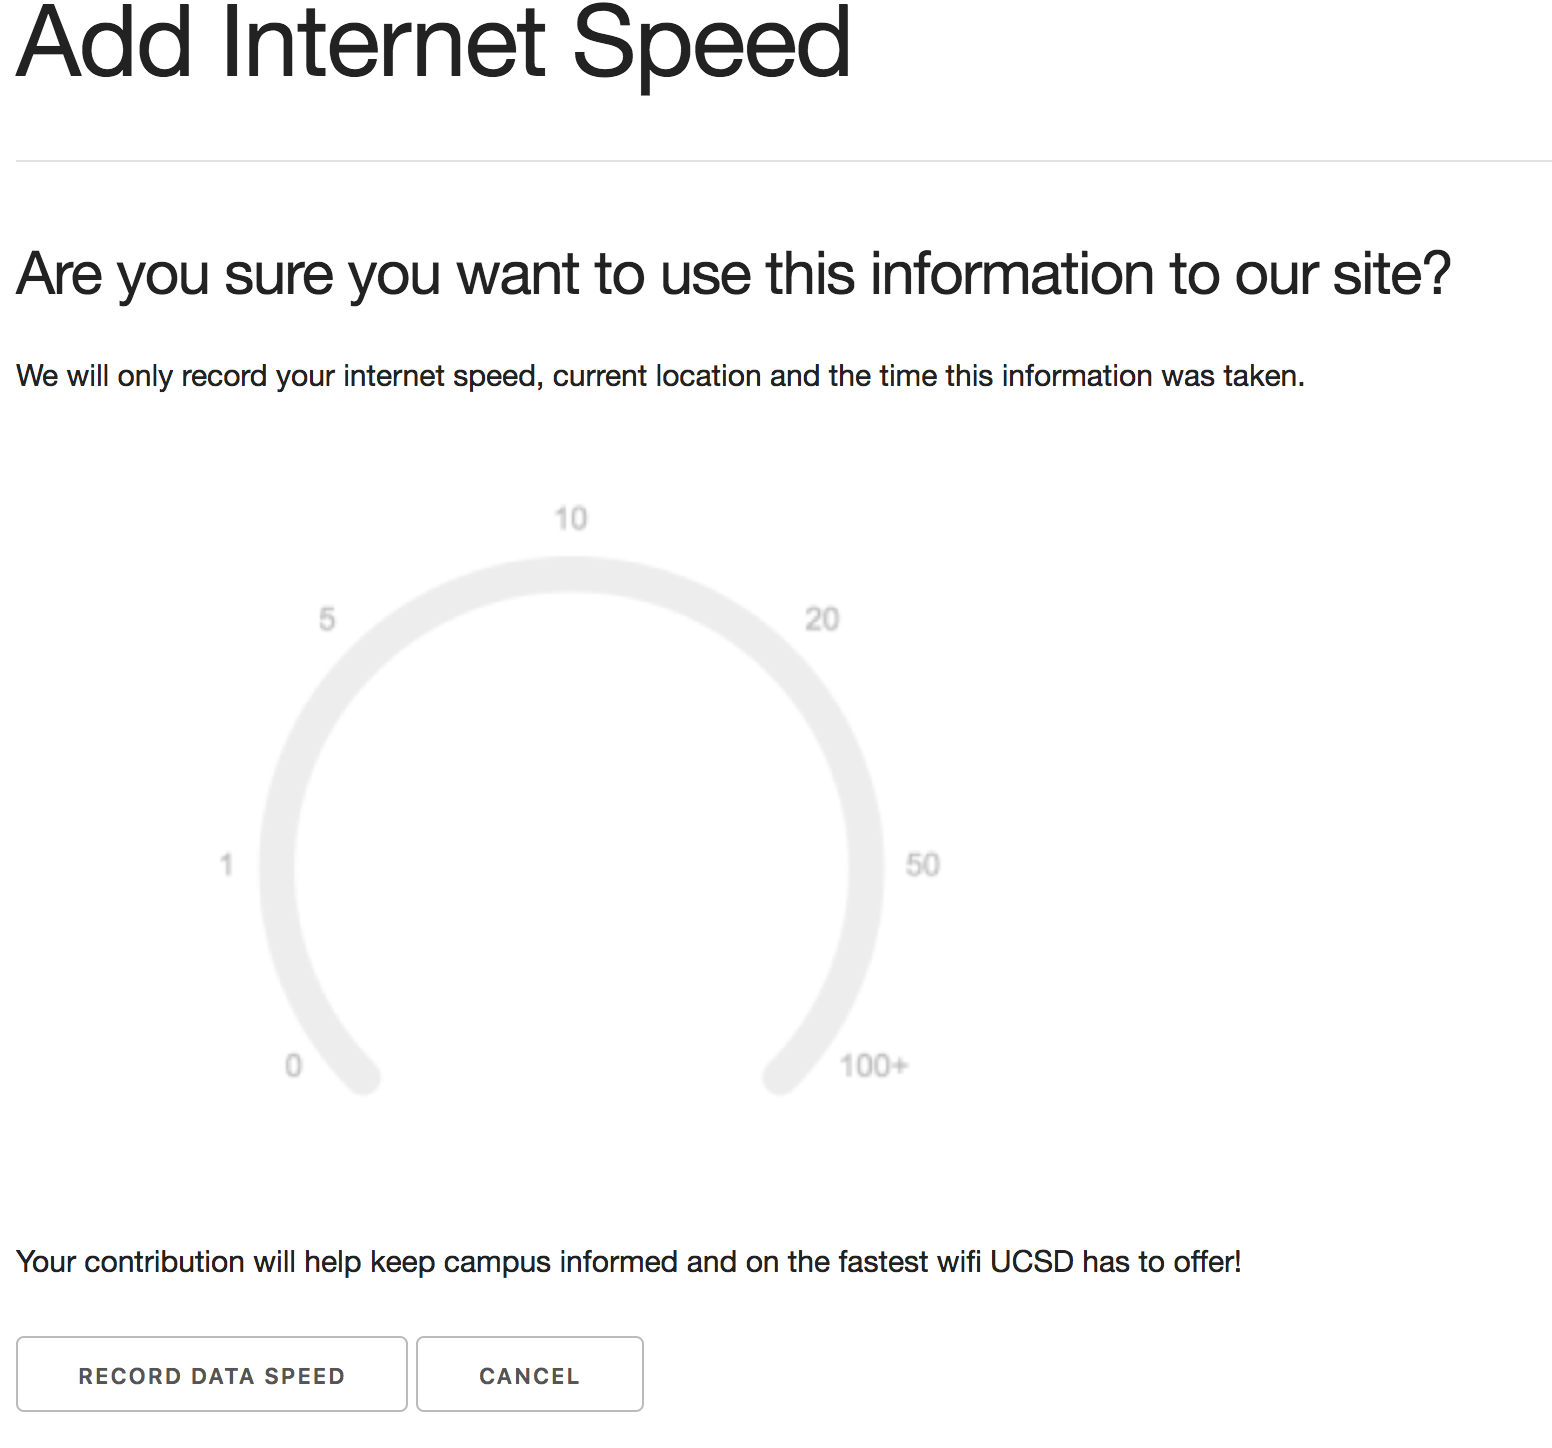 Add Internet Speed
Are you sure you want to use this information to our site?
We will only record your internet speed, current location and the time this information was taken.
10
5
20
1
50
0
100+
Your contribution will help keep campus informed and on the fastest wifi UCSD has to offer!
RECORD DATA SPEED
CANCEL